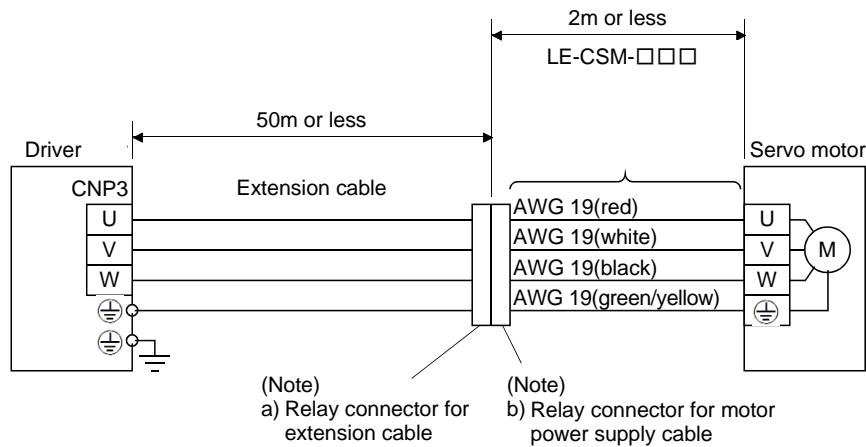 2m or less
LE-CSM-□□□
50m or less
Driver
Servo motor
CNP3
Extension cable
U
AWG 19(red)
U
V
AWG 19(white)
V
M
W
AWG 19(black)
W
AWG 19(green/yellow)
(Note)
a) Relay connector for
extension cable
(Note)
b) Relay connector for motor
power supply cable